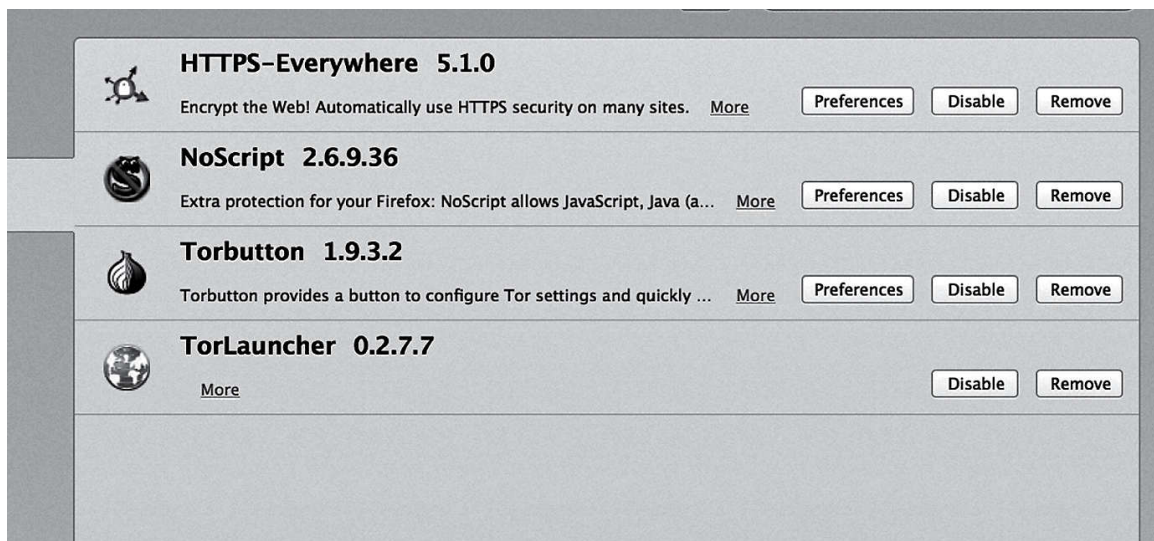 HTTPS-Everywhere 5.1.0
Encrypt the Web! Automatically use HTTPS security on many sites. More
Preferences Disable Remove
NoScript 2.6.9.36
Extra protection for your Firefox: NoScript allows JavaScript, Java (a... More
Preferences Disable Remove
Torbutton 1.9.3.2
Torbutton provides a button to configure Tor settings and quickly ... More
Preferences Disable Remove
TorLauncher 0.2.7.7
More
Disable Remove